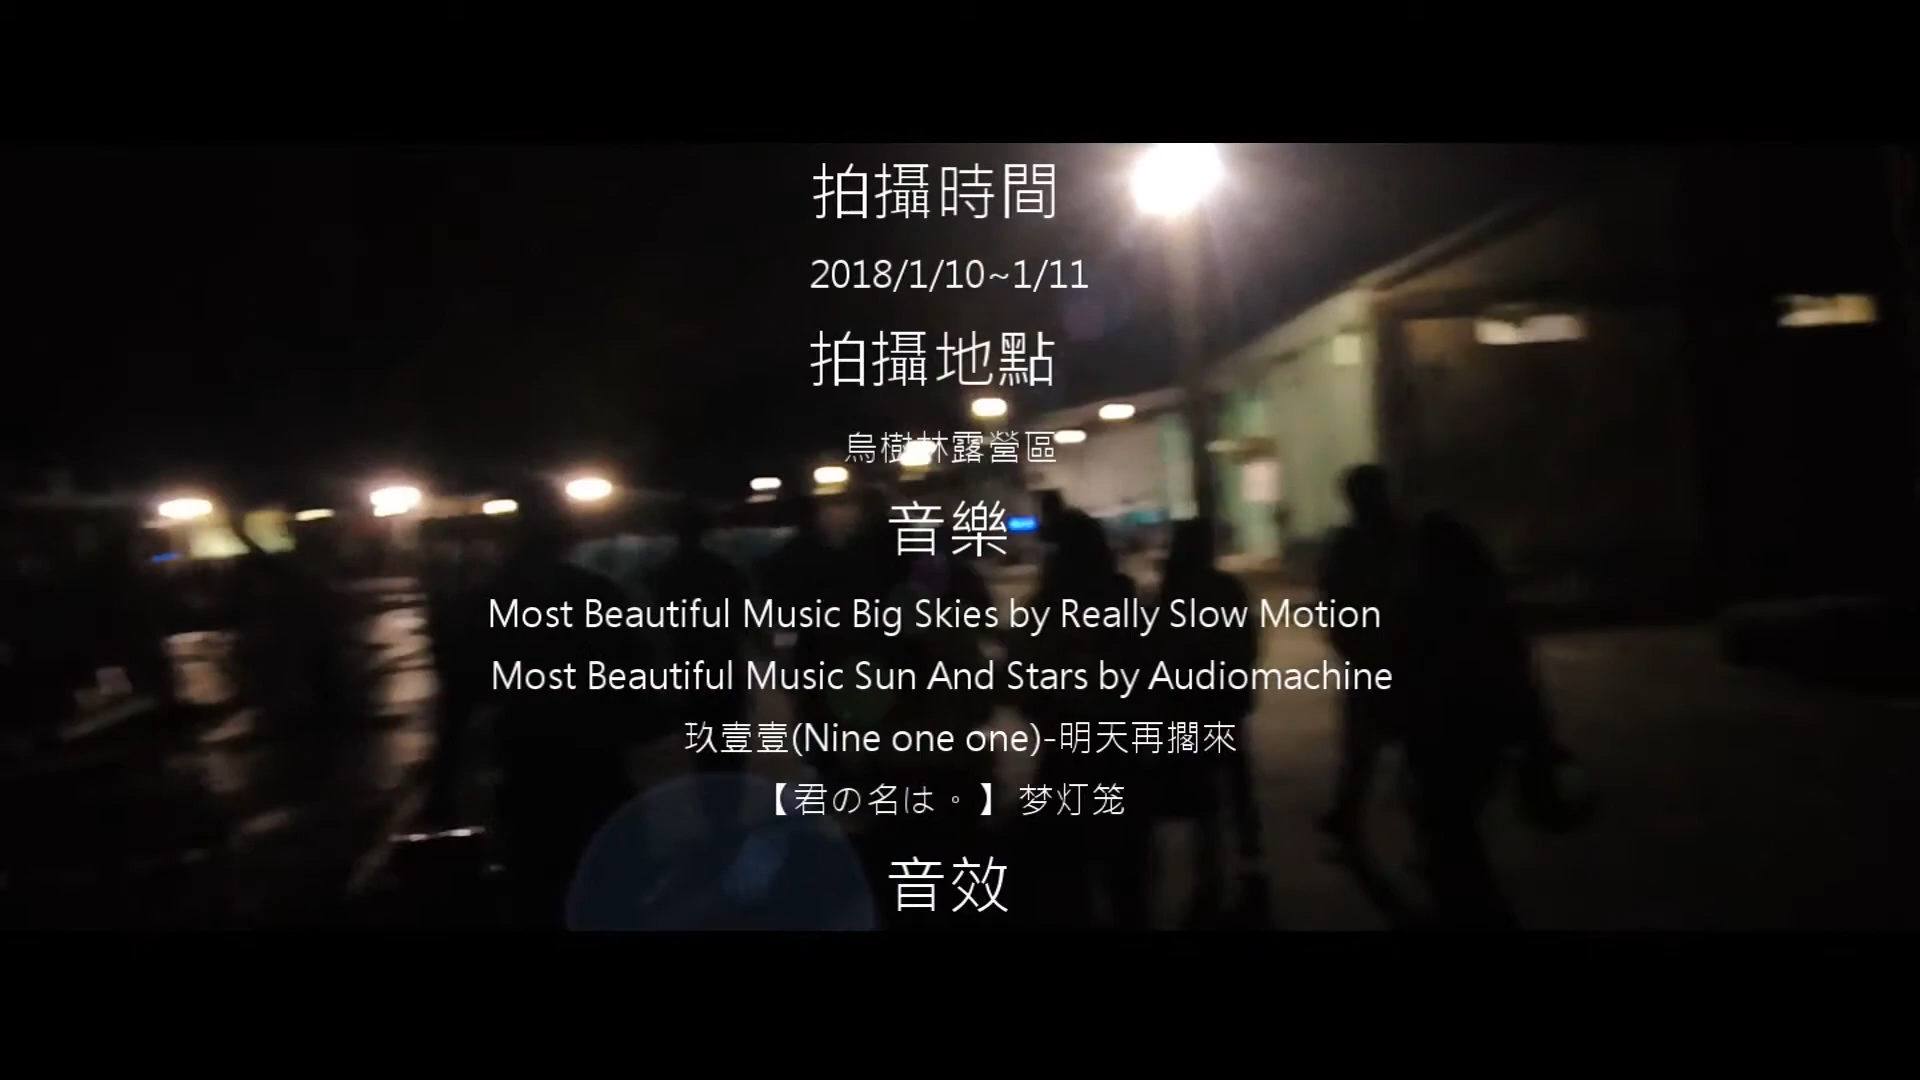 拍攝時間
2018/1/10~1/11
拍攝地點
烏樹林露營區
音樂
Most Beautiful Music Big Skies by Really Slow Motion
Most Beautiful Music Sun And Stars by Audiomachine
玖壹壹(Nine one one)-明天再擱來
【君の名は。】 梦灯笼
音效